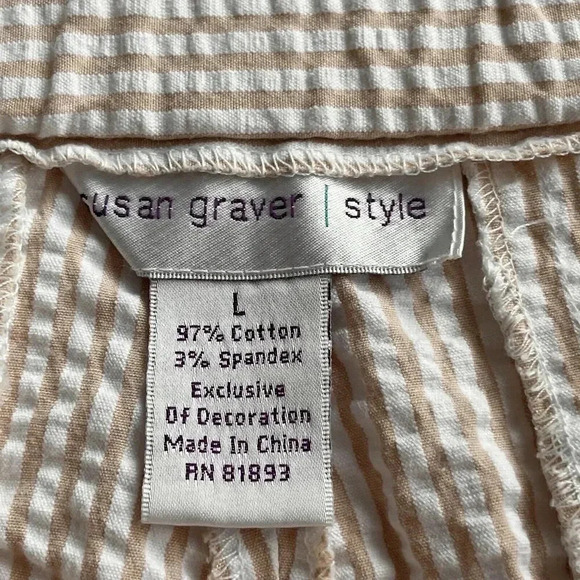 susan graver | style
L
97% Cotton
3% Spandex
Exclusive
Of Decoration
Made In China
RN 81893